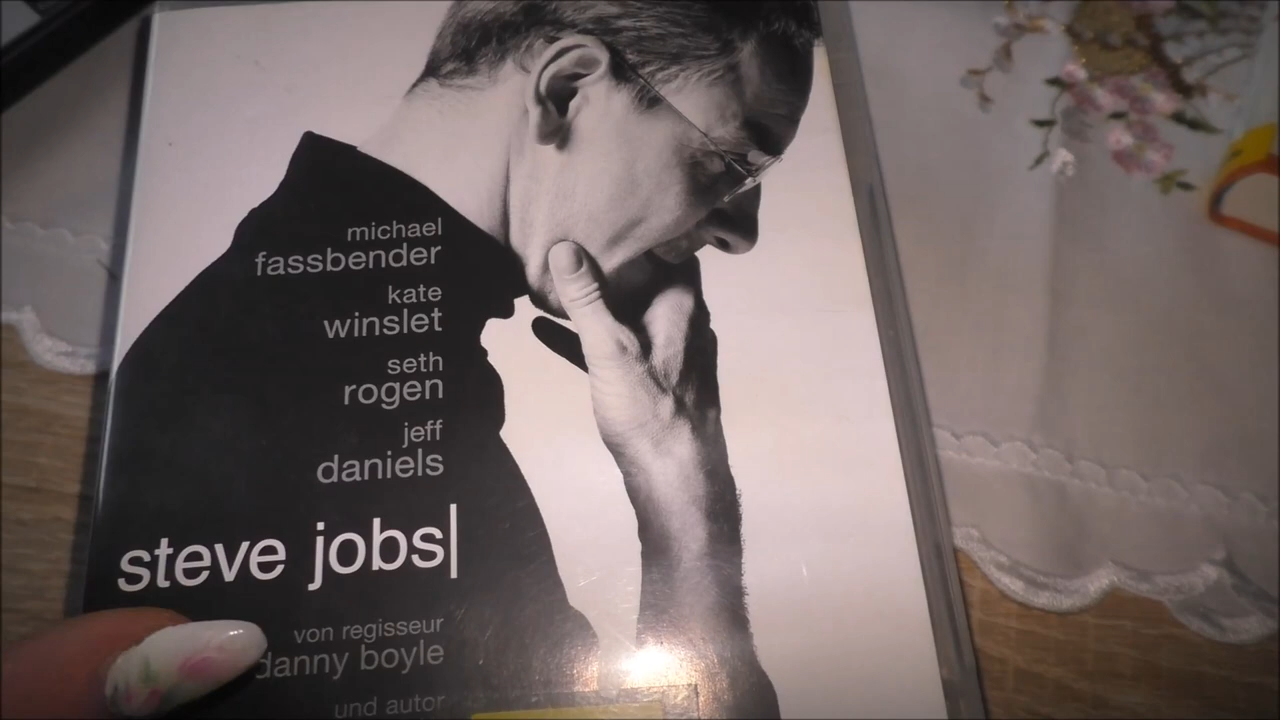 michael
fassbender
kate
winslet
seth
rogen
jeff
daniels
steve jobs|
von regisseur
danny boyle
und autor